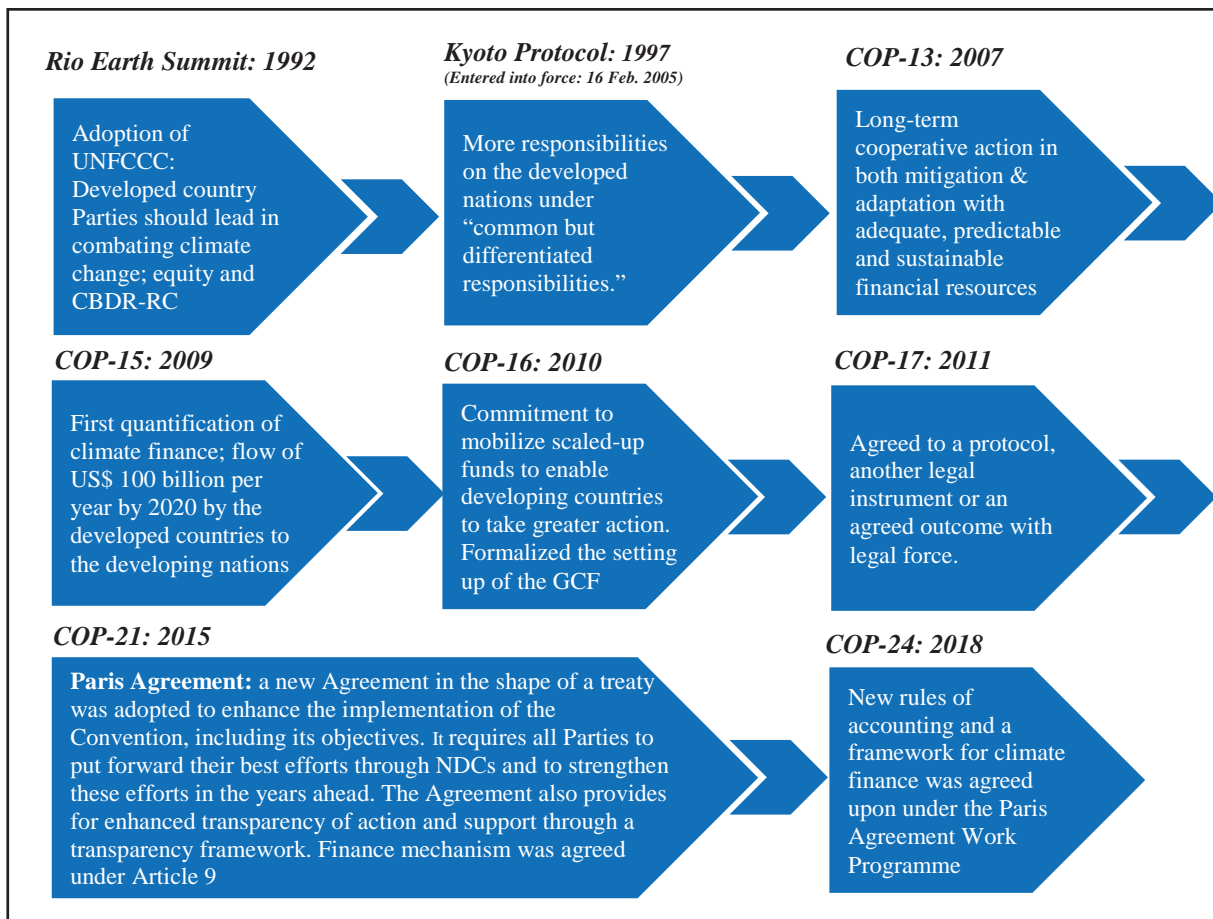 Rio Earth Summit: 1992
Adoption of
UNFCCC:
Developed country
Parties should lead in
combating climate
change; equity and
CBDR-RC
Kyoto Protocol: 1997
(Entered into force: 16 Feb. 2005)
More responsibilities
on the developed
nations under
“common but
differentiated
responsibilities.”
COP-13: 2007
Long-term
cooperative action in
both mitigation &
adaptation with
adequate, predictable
and sustainable
financial resources
COP-15: 2009
First quantification of
climate finance; flow of
US$ 100 billion per
year by 2020 by the
developed countries to
the developing nations
COP-16: 2010
Commitment to
mobilize scaled-up
funds to enable
developing countries
to take greater action.
Formalized the setting
up of the GCF
COP-17: 2011
Agreed to a protocol,
another legal
instrument or an
agreed outcome with
legal force.
COP-21: 2015
Paris Agreement: a new Agreement in the shape of a treaty
was adopted to enhance the implementation of the
Convention, including its objectives. It requires all Parties to
put forward their best efforts through NDCs and to strengthen
these efforts in the years ahead. The Agreement also provides
for enhanced transparency of action and support through a
transparency framework. Finance mechanism was agreed
under Article 9
COP-24: 2018
New rules of
accounting and a
framework for climate
finance was agreed
upon under the Paris
Agreement Work
Programme